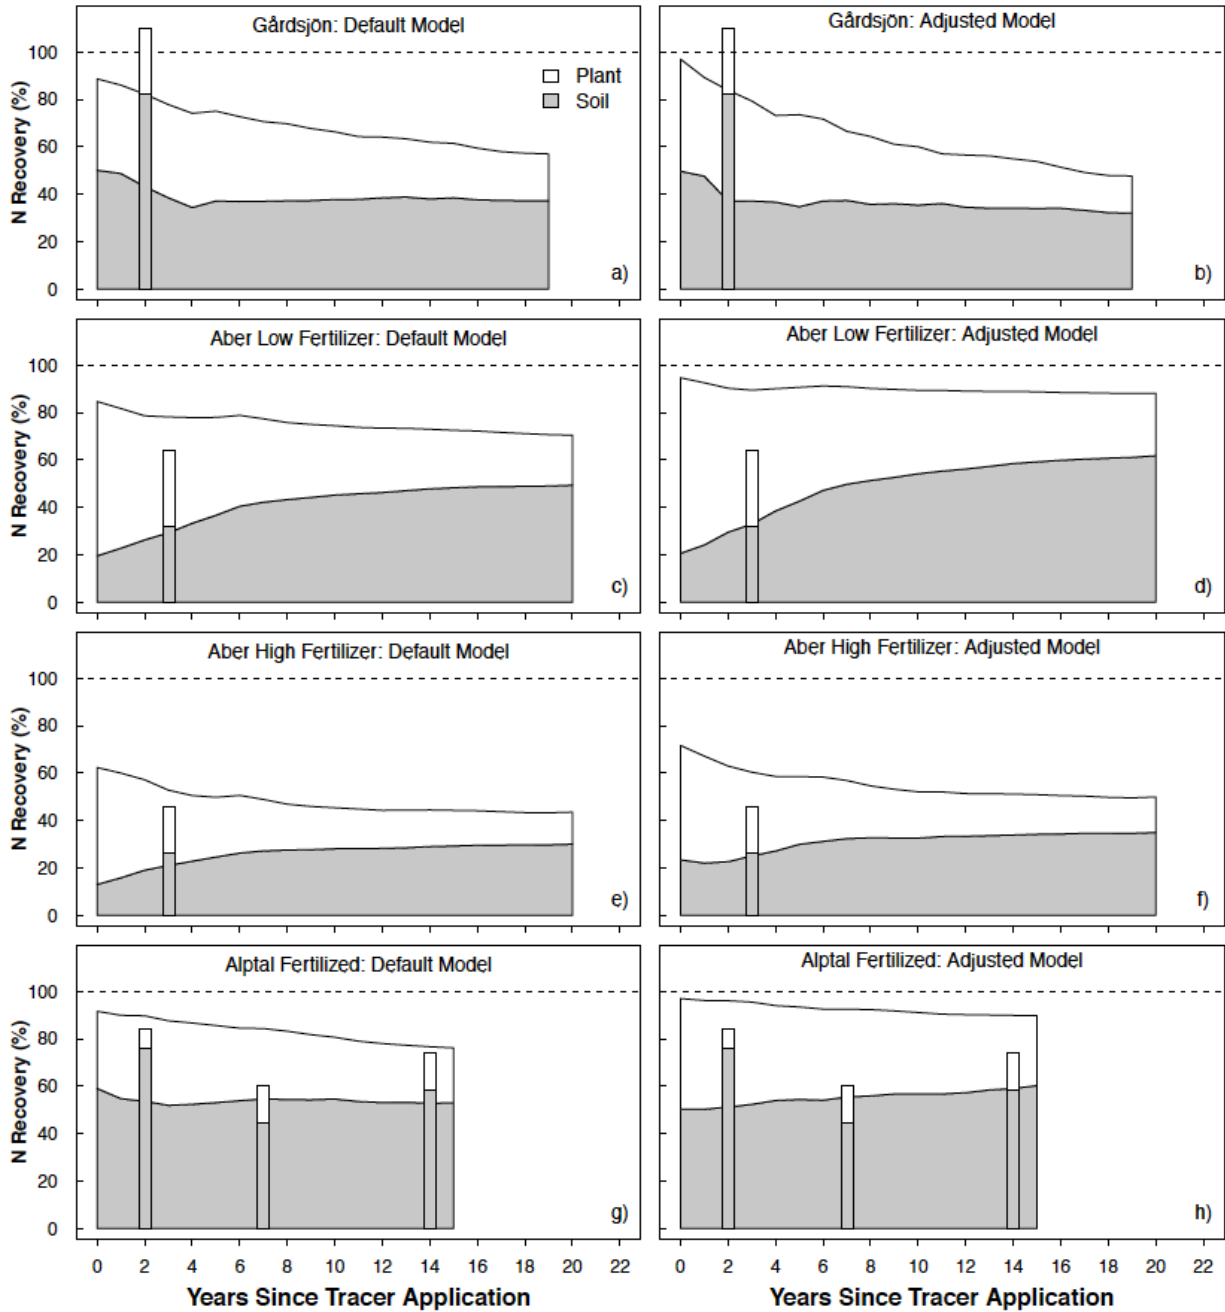 Gårdsjön: Default Model
Plant
Soil
N Recovery (%)
100
80
60
40
20
0
a)
Gårdsjön: Adjusted Model
b)
Aber Low Fertilizer: Default Model
N Recovery (%)
100
80
60
40
20
0
c)
Aber Low Fertilizer: Adjusted Model
d)
Aber High Fertilizer: Default Model
N Recovery (%)
100
80
60
40
20
0
e)
Aber High Fertilizer: Adjusted Model
f)
Alptal Fertilized: Default Model
N Recovery (%)
100
80
60
40
20
0
g)
Alptal Fertilized: Adjusted Model
h)
0 2 4 6 8 10 12 14 16 18 20 22
0 2 4 6 8 10 12 14 16 18 20 22
Years Since Tracer Application
Years Since Tracer Application